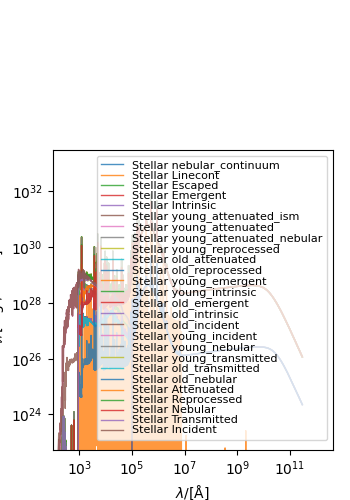 10^32
10^30
10^28
10^26
10^24
Stellar nebular_continuum
Stellar Linecont
Stellar Escaped
Stellar Emergent
Stellar Intrinsic
Stellar young_attenuated_ism
Stellar young_attenuated
Stellar young_attenuated_nebular
Stellar young_reprocessed
Stellar old_attenuated
Stellar old_reprocessed
Stellar young_emergent
Stellar young_intrinsic
Stellar old_emergent
Stellar old_intrinsic
Stellar old_incident
Stellar young_incident
Stellar young_nebular
Stellar young_transmitted
Stellar old_transmitted
Stellar old_nebular
Stellar Attenuated
Stellar Reprocessed
Stellar Nebular
Stellar Transmitted
Stellar Incident
10^3 10^5 10^7 10^9 10^11
λ/[Å]